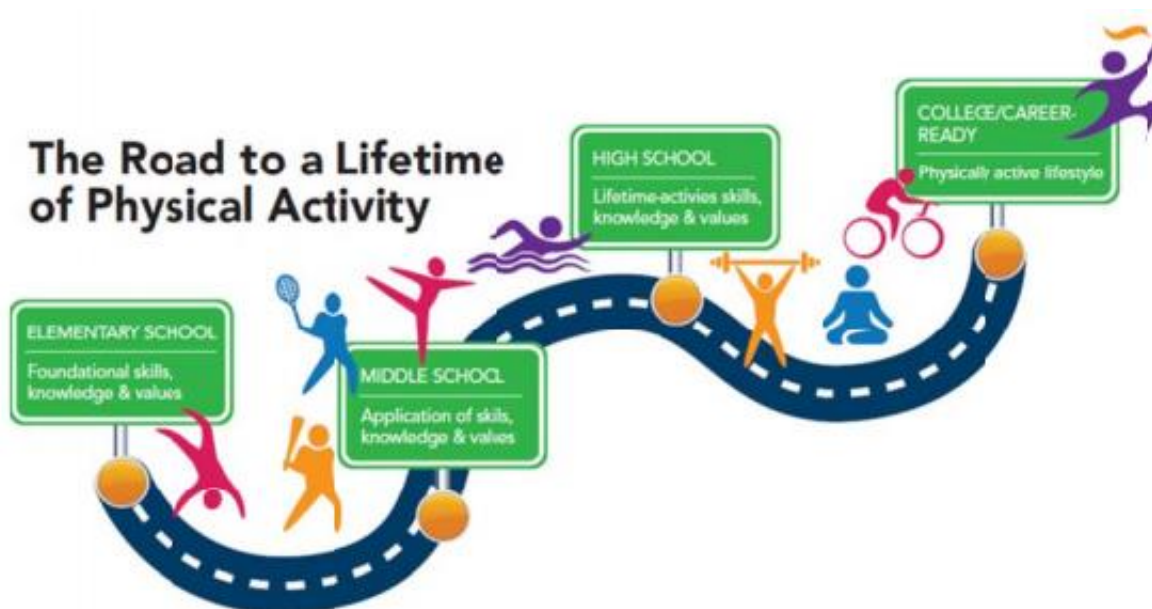 The Road to a Lifetime
of Physical Activity
ELEMENTARY SCHOOL
Foundational skills,
knowledge & values
MIDDLE SCHOOL
Application of skils,
knowledge & values
HIGH SCHOOL
Lifetime-activies skills,
knowledge & values
COLLEGE/CAREER-
READY
Physically active lifestyle